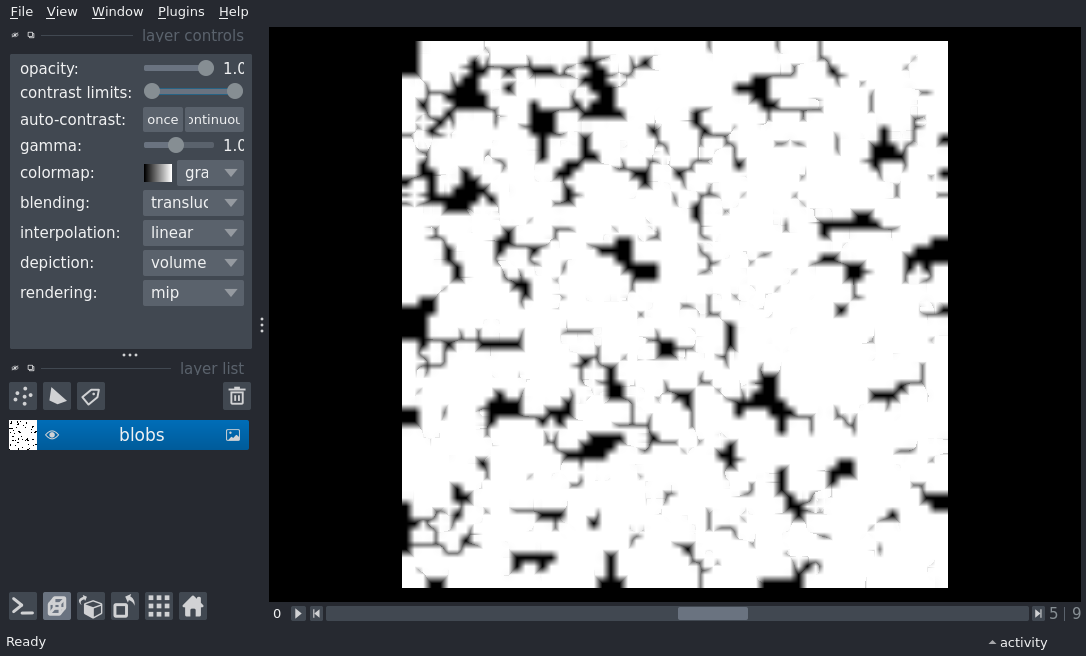 File View Window Plugins Help
layer controls
opacity: 1.0
contrast limits:
auto-contrast: once ontinuou
gamma: 1.0
colormap: gra
blending: transluc
interpolation: linear
depiction: volume
rendering: mip
layer list
blobs
0 5 | 9
Ready activity